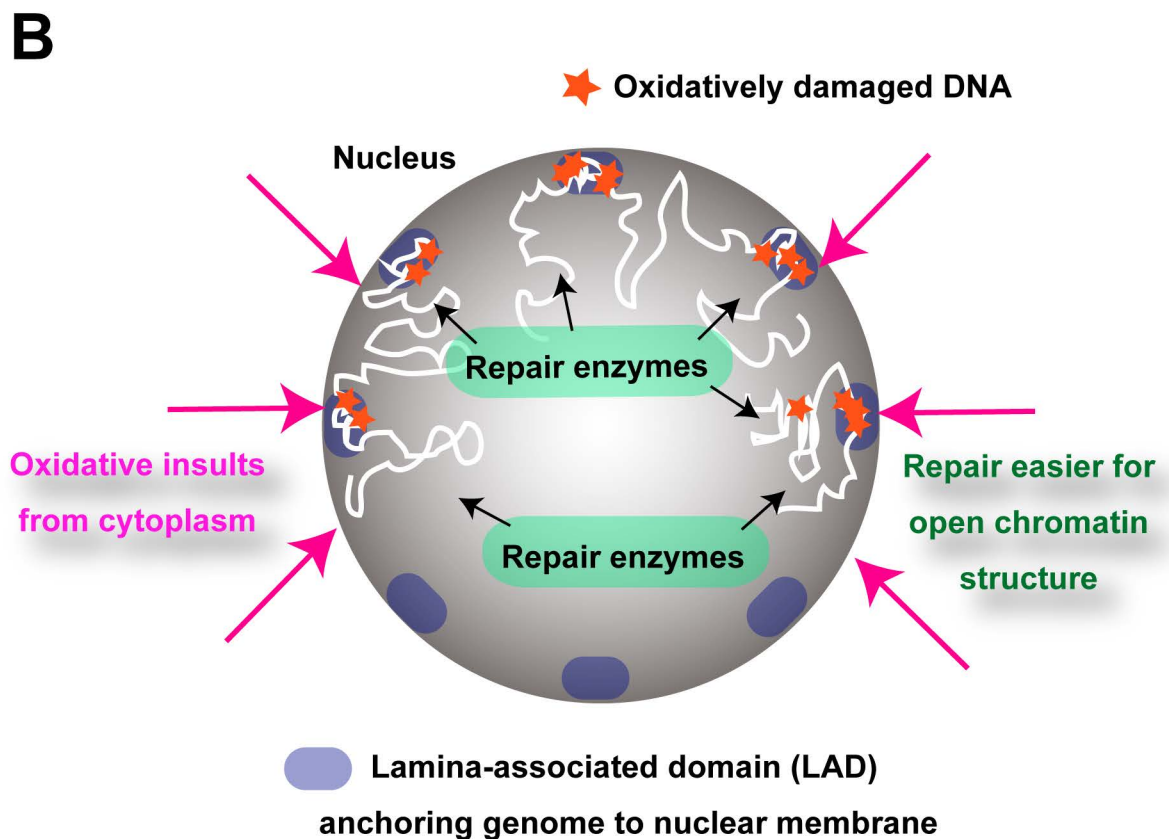 B
Oxidatively damaged DNA
Nucleus
Repair enzymes
Oxidative insults
from cytoplasm
Repair easier for
open chromatin
structure
Repair enzymes
Lamina-associated domain (LAD)
anchoring genome to nuclear membrane